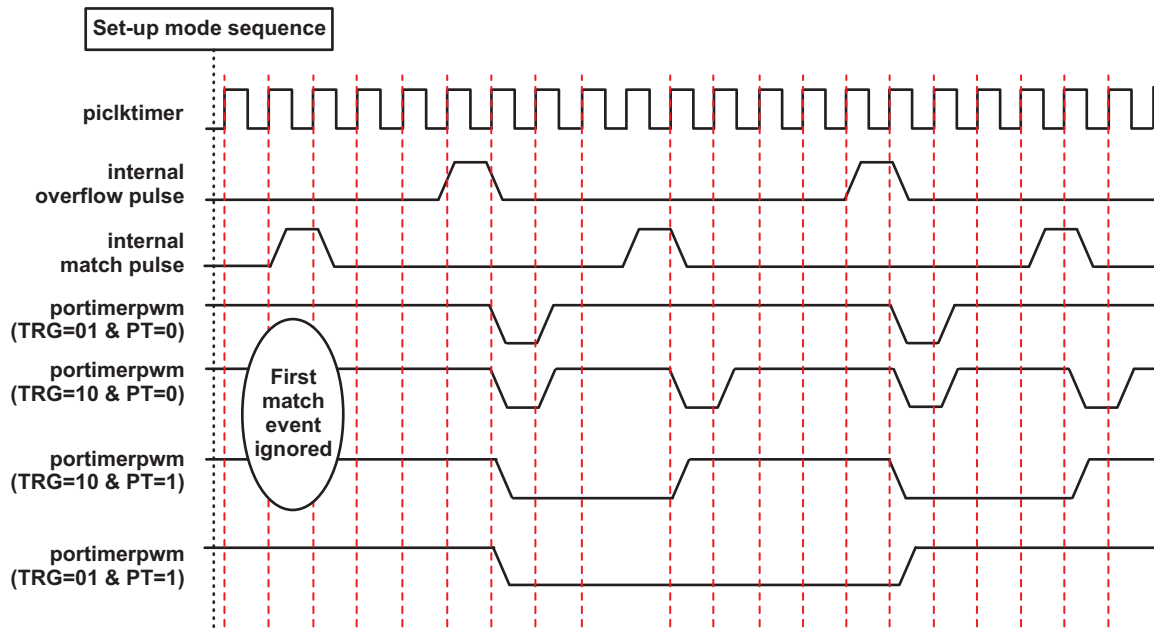 Set-up mode sequence
piclktimer
internal
overflow pulse
internal
match pulse
portimerpwm
(TRG=01 & PT=0)
portimerpwm
(TRG=10 & PT=0)
First
match
event
ignored
portimerpwm
(TRG=10 & PT=1)
portimerpwm
(TRG=01 & PT=1)